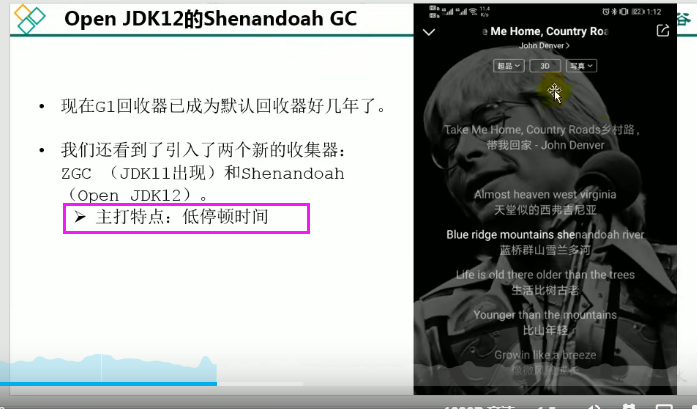 Open JDK12的Shenandoah GC
• 现在G1回收器已成为默认回收器好几年了。
• 我们还看到了引入了两个新的收集器：
ZGC （JDK11出现）和Shenandoah
（Open JDK12）。
➢ 主打特点：低停顿时间
11.4
K/s
1:12
Me Home, Country Roa
John Denver >
超品
3D
写真
Take Me Home, Country Roads乡村路，
带我回家 - John Denver
Almost heaven west virginia
天堂似的西弗吉尼亚
Blue ridge mountains shenandoah river
蓝桥群山雪兰多河
Life is old there older than the trees
生活比树古老
Younger than the mountains
比山年轻
Growin like a breeze
谷